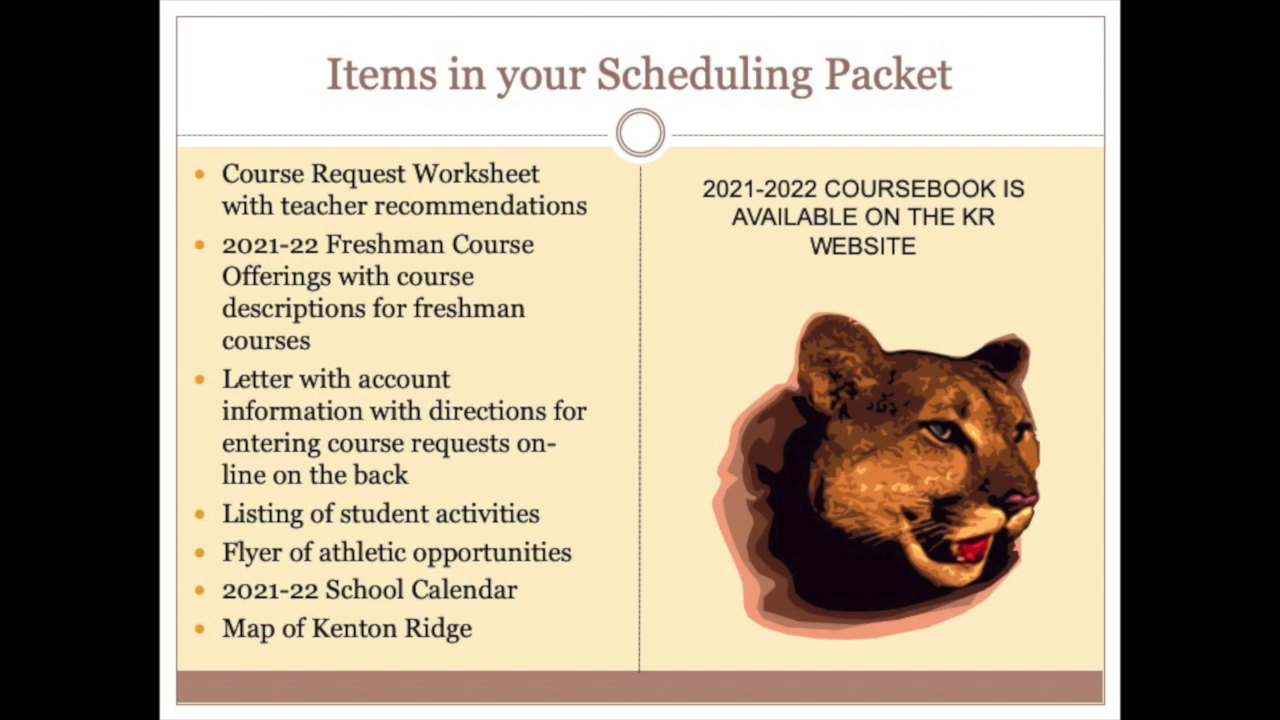 Items in your Scheduling Packet
• Course Request Worksheet
with teacher recommendations
• 2021-22 Freshman Course
Offerings with course
descriptions for freshman
courses
• Letter with account
information with directions for
entering course requests on-
line on the back
• Listing of student activities
• Flyer of athletic opportunities
• 2021-22 School Calendar
• Map of Kenton Ridge
2021-2022 COURSEBOOK IS
AVAILABLE ON THE KR
WEBSITE